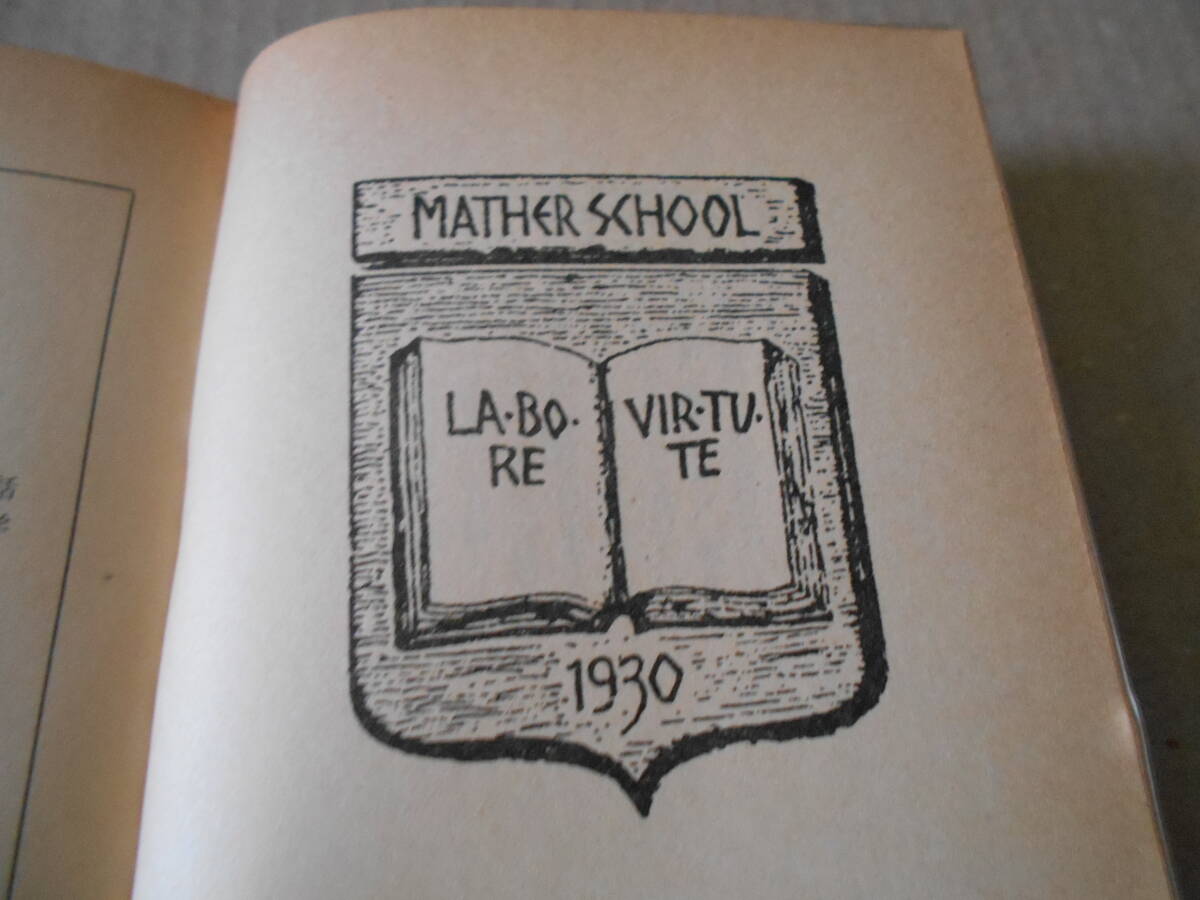 MATHER SCHOOL
LA·BO·
RE
VIR·TU·
TE
1930